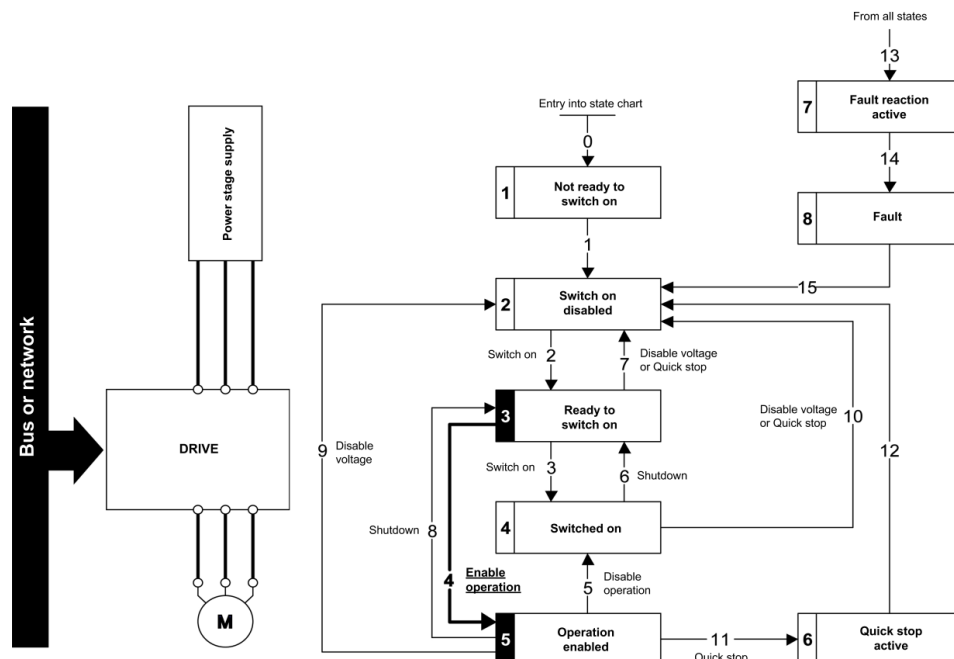 From all states
13
7
Fault reaction
active
14
8
Fault
15
Entry into state chart
0
1
Not ready to
switch on
1
2
Switch on
disabled
Switch on
2
7
Disable voltage
or Quick stop
3
Ready to
switch on
Switch on
3
6
Shutdown
4
Switched on
Disable voltage
or Quick stop
10
12
9
Disable
voltage
Shutdown
8
4
Enable
operation
5
Disable
operation
5
Operation
enabled
11
Quick stop
6
Quick stop
active
Bus or network
Power stage supply
DRIVE
M